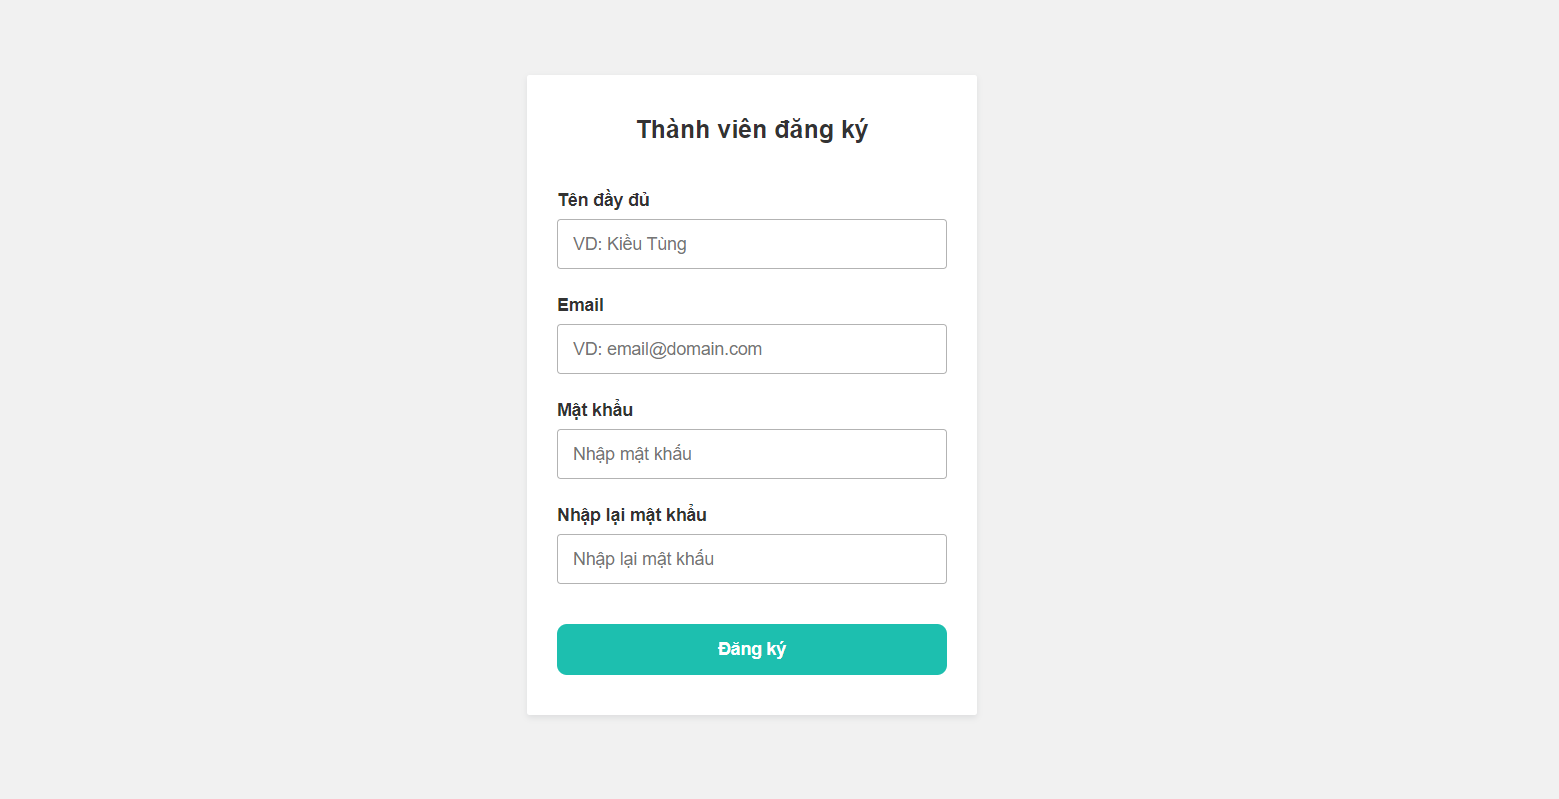 Thành viên đăng ký
Tên đầy đủ
VD: Kiều Tùng
Email
VD: email@domain.com
Mật khẩu
Nhập mật khẩu
Nhập lại mật khẩu
Nhập lại mật khẩu
Đăng ký